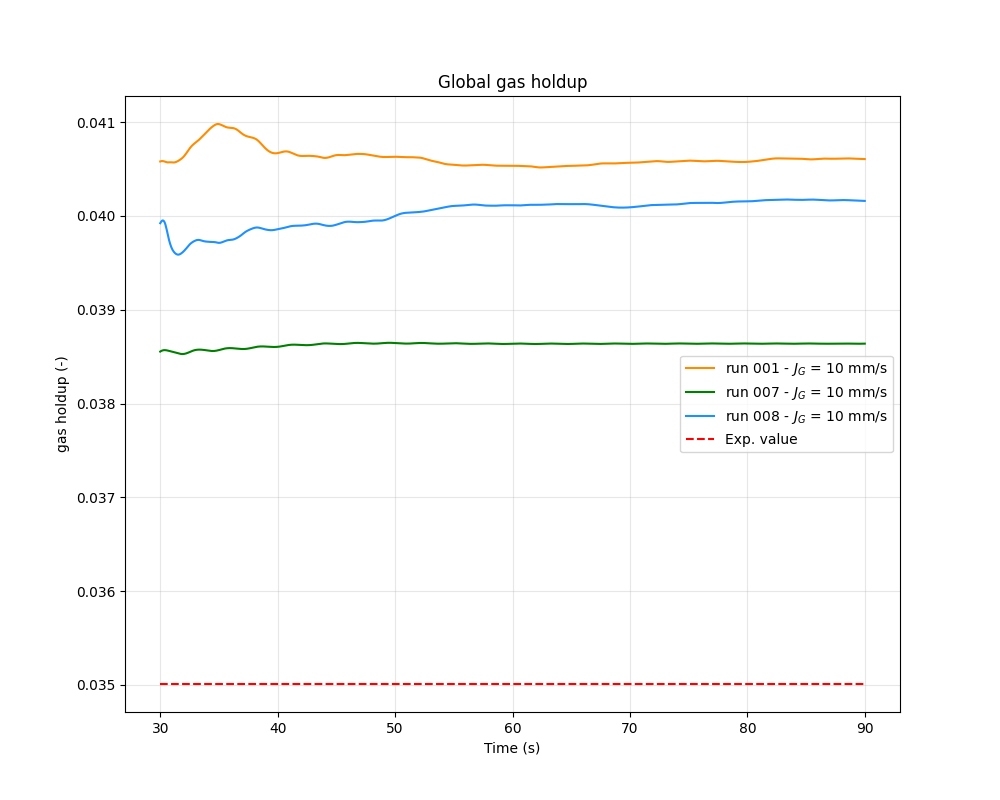 Global gas holdup
gas holdup (-)
0.041
0.040
0.039
0.038
0.037
0.036
0.035
run 001 - J_G = 10 mm/s
run 007 - J_G = 10 mm/s
run 008 - J_G = 10 mm/s
Exp. value
30 40 50 60 70 80 90
Time (s)